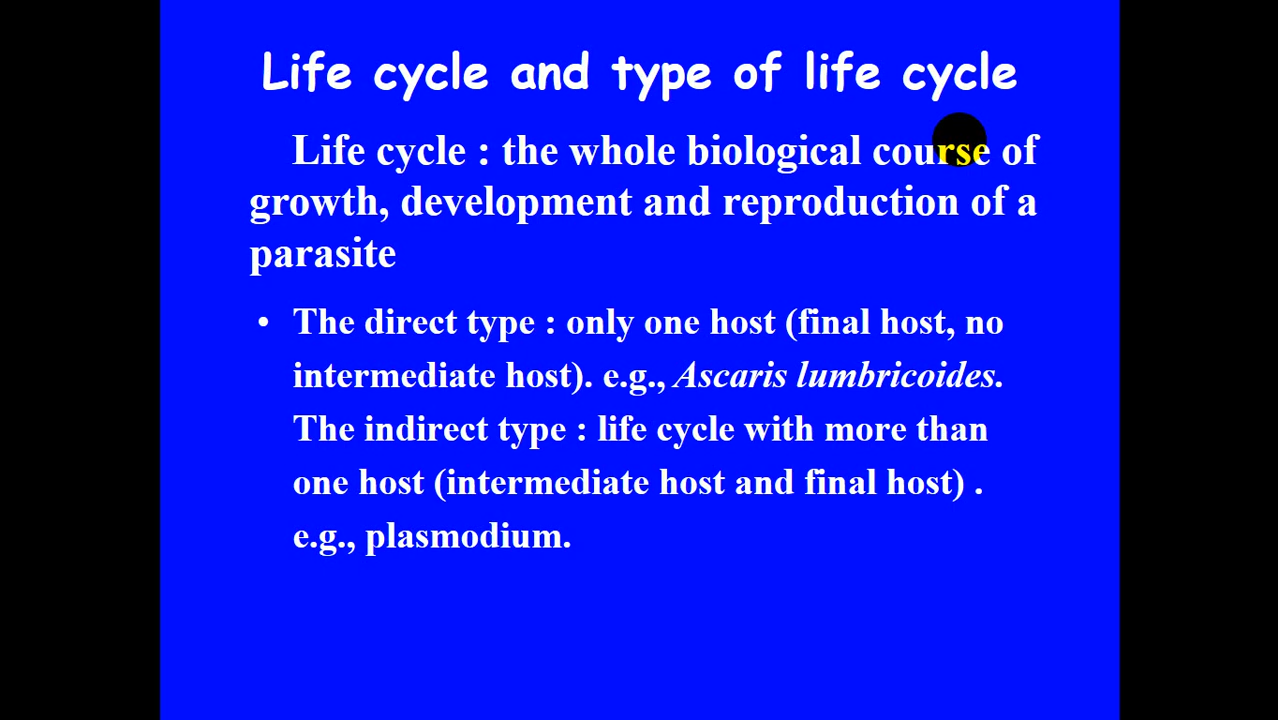 Life cycle and type of life cycle
Life cycle : the whole biological course of
growth, development and reproduction of a
parasite
• The direct type : only one host (final host, no
intermediate host). e.g., Ascaris lumbricoides.
The indirect type : life cycle with more than
one host (intermediate host and final host) .
e.g., plasmodium.